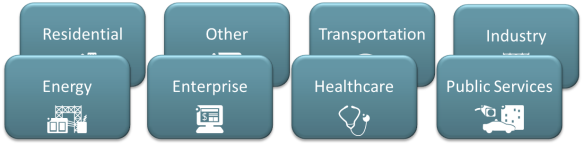 Residential
Other
Transportation
Industry
Energy
Enterprise
Healthcare
Public Services
$